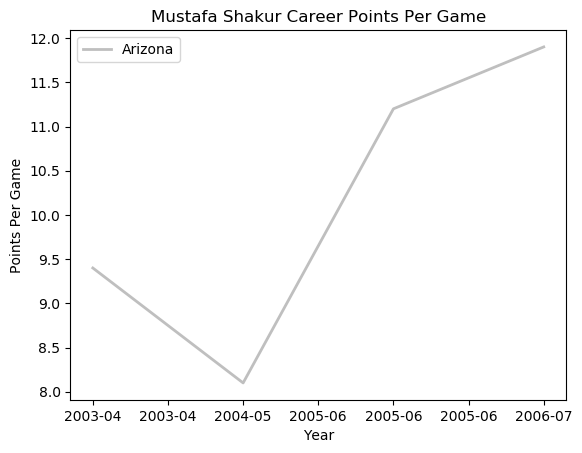 Mustafa Shakur Career Points Per Game
12.0
Arizona
11.5
11.0
10.5
10.0
9.5
9.0
8.5
8.0
Points Per Game
2003-04 2003-04 2004-05 2005-06 2005-06 2005-06 2006-07
Year